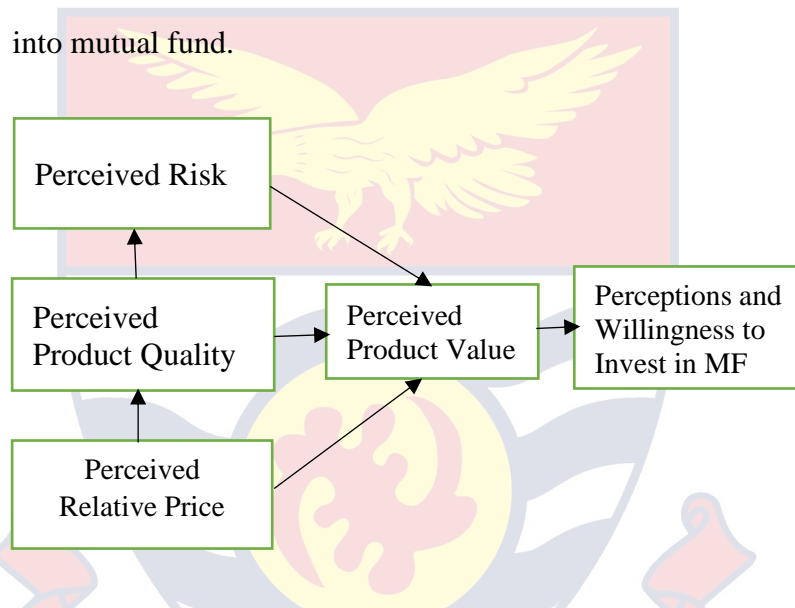 into mutual fund.
Perceived Risk
Perceived
Product Quality
Perceived
Product Value
Perceptions and
Willingness to
Invest in MF
Perceived
Relative Price